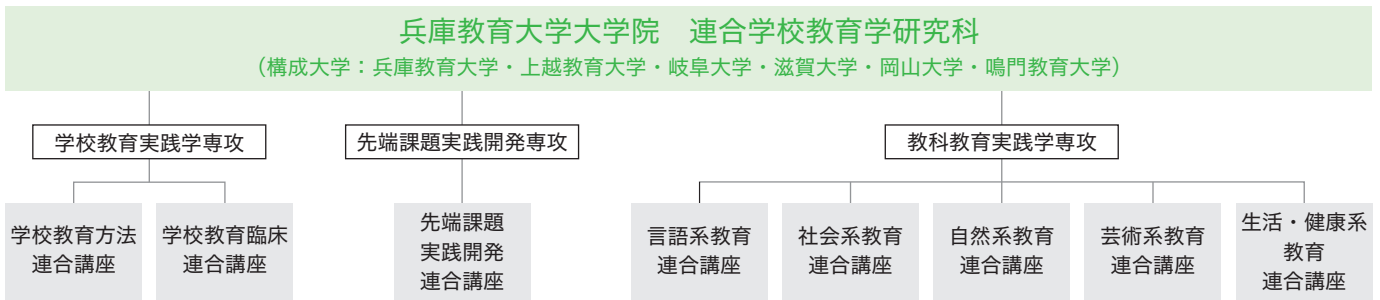 兵庫教育大学大学院　連合学校教育学研究科
（構成大学：兵庫教育大学・上越教育大学・岐阜大学・滋賀大学・岡山大学・鳴門教育大学）
学校教育実践学専攻
先端課題実践開発専攻
教科教育実践学専攻
学校教育方法
連合講座
学校教育臨床
連合講座
先端課題
実践開発
連合講座
言語系教育
連合講座
社会系教育
連合講座
自然系教育
連合講座
芸術系教育
連合講座
生活・健康系
教育
連合講座